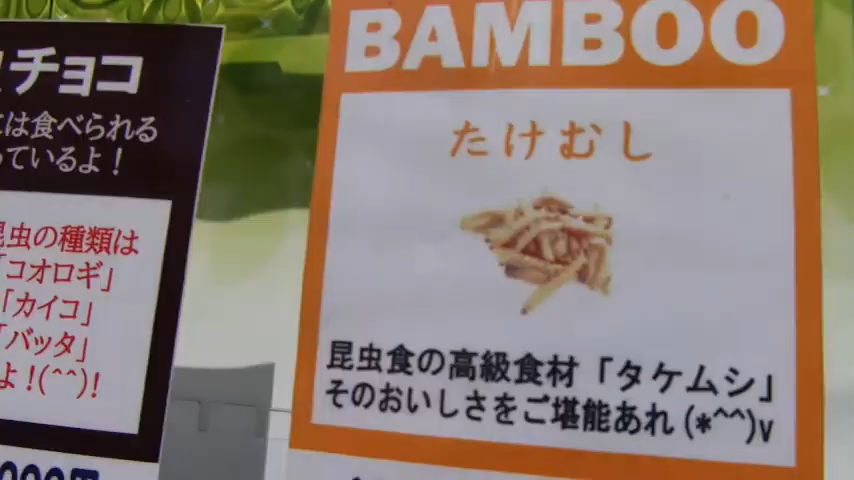 チョコ
は食べられる
ているよ！
虫の種類は
「コオロギ」
「カイコ」
「バッタ」
よ！(^^)！
BAMBOO
たけむし
昆虫食の高級食材「タケムシ」
そのおいしさをご堪能あれ(*^^)v